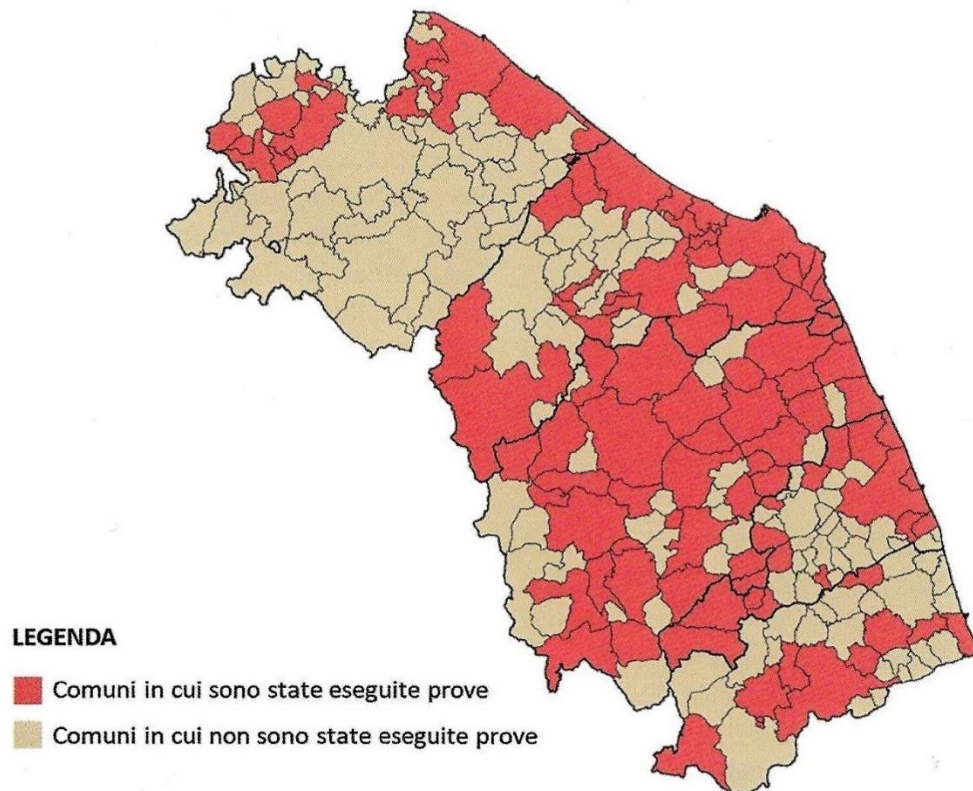 LEGENDA
Comuni in cui sono state eseguite prove
Comuni in cui non sono state eseguite prove